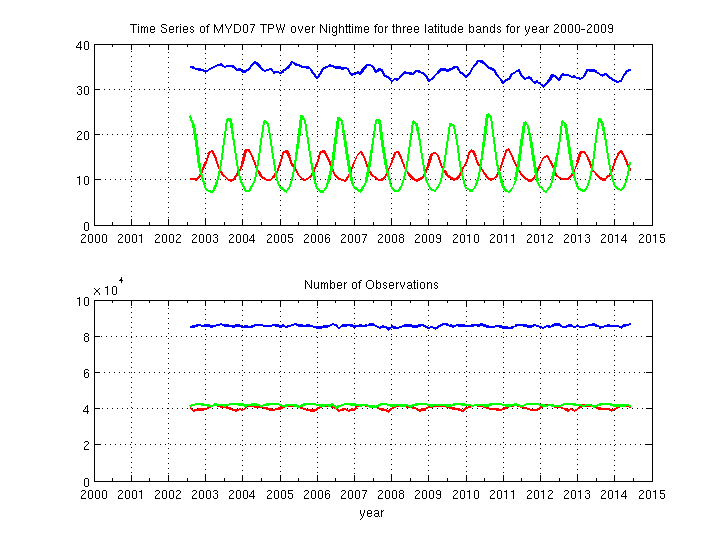 Time Series of MYD07 TPW over Nighttime for three latitude bands for year 2000-2009
40
30
20
10
0
2000 2001 2002 2003 2004 2005 2006 2007 2008 2009 2010 2011 2012 2013 2014 2015
Number of Observations
× 10^4
10
8
6
4
2
0
2000 2001 2002 2003 2004 2005 2006 2007 2008 2009 2010 2011 2012 2013 2014 2015
year